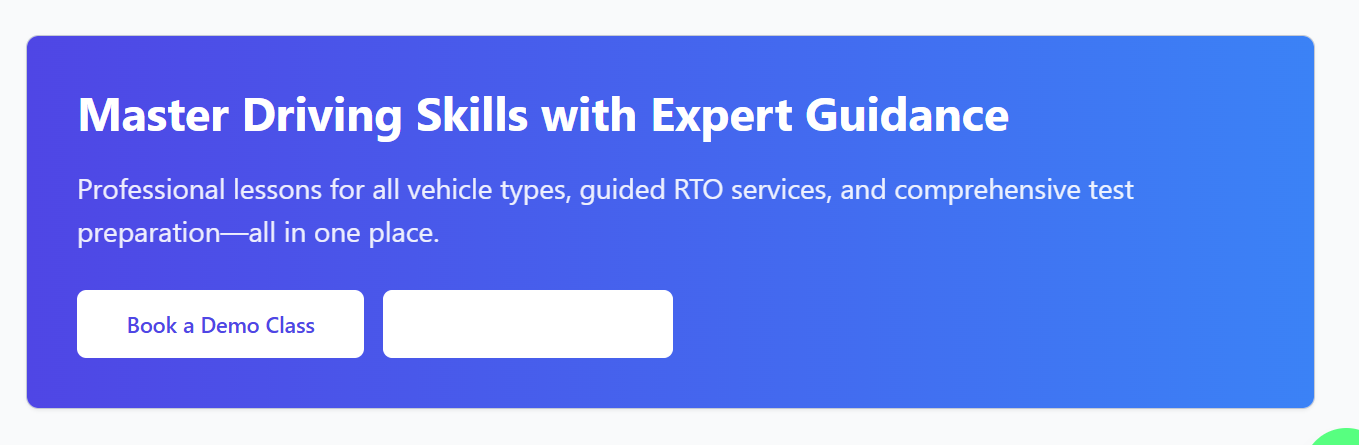 Master Driving Skills with Expert Guidance
Professional lessons for all vehicle types, guided RTO services, and comprehensive test
preparation—all in one place.
Book a Demo Class